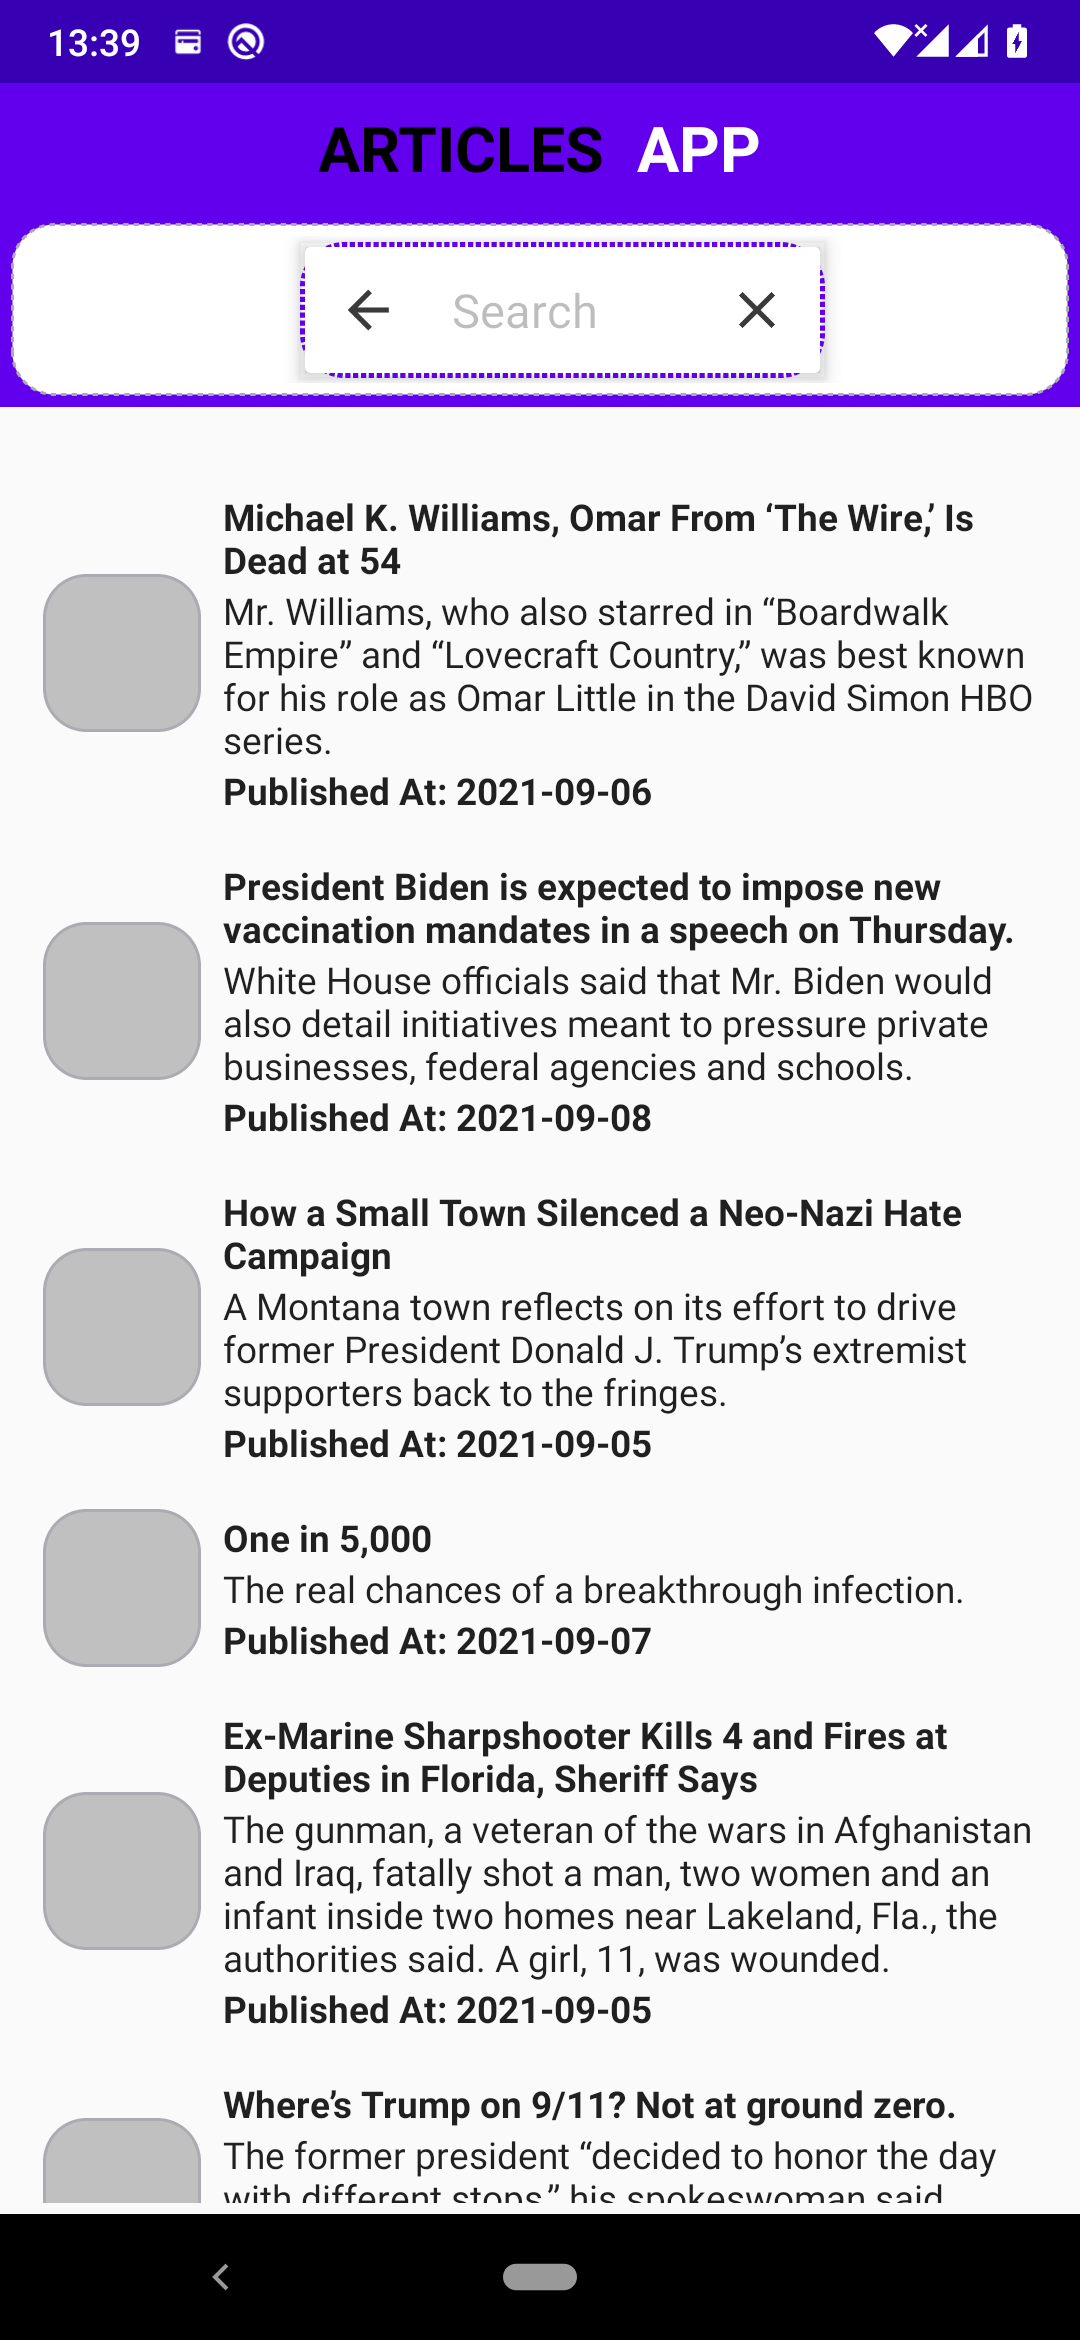 13:39
ARTICLES APP
Search
Michael K. Williams, Omar From ‘The Wire,’ Is
Dead at 54
Mr. Williams, who also starred in “Boardwalk
Empire” and “Lovecraft Country,” was best known
for his role as Omar Little in the David Simon HBO
series.
Published At: 2021-09-06
President Biden is expected to impose new
vaccination mandates in a speech on Thursday.
White House officials said that Mr. Biden would
also detail initiatives meant to pressure private
businesses, federal agencies and schools.
Published At: 2021-09-08
How a Small Town Silenced a Neo-Nazi Hate
Campaign
A Montana town reflects on its effort to drive
former President Donald J. Trump’s extremist
supporters back to the fringes.
Published At: 2021-09-05
One in 5,000
The real chances of a breakthrough infection.
Published At: 2021-09-07
Ex-Marine Sharpshooter Kills 4 and Fires at
Deputies in Florida, Sheriff Says
The gunman, a veteran of the wars in Afghanistan
and Iraq, fatally shot a man, two women and an
infant inside two homes near Lakeland, Fla., the
authorities said. A girl, 11, was wounded.
Published At: 2021-09-05
Where’s Trump on 9/11? Not at ground zero.
The former president “decided to honor the day
with different stops,” his spokeswoman said.